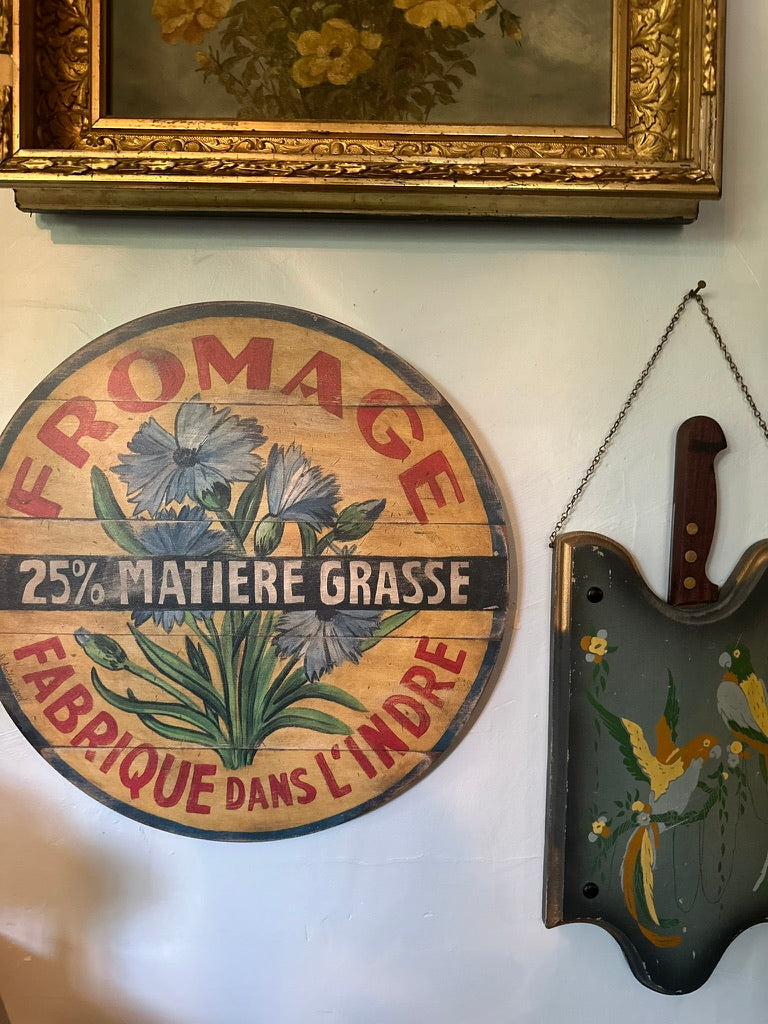 FROMAGE
25% MATIERE GRASSE
FABRIQUE DANS L'INDRE